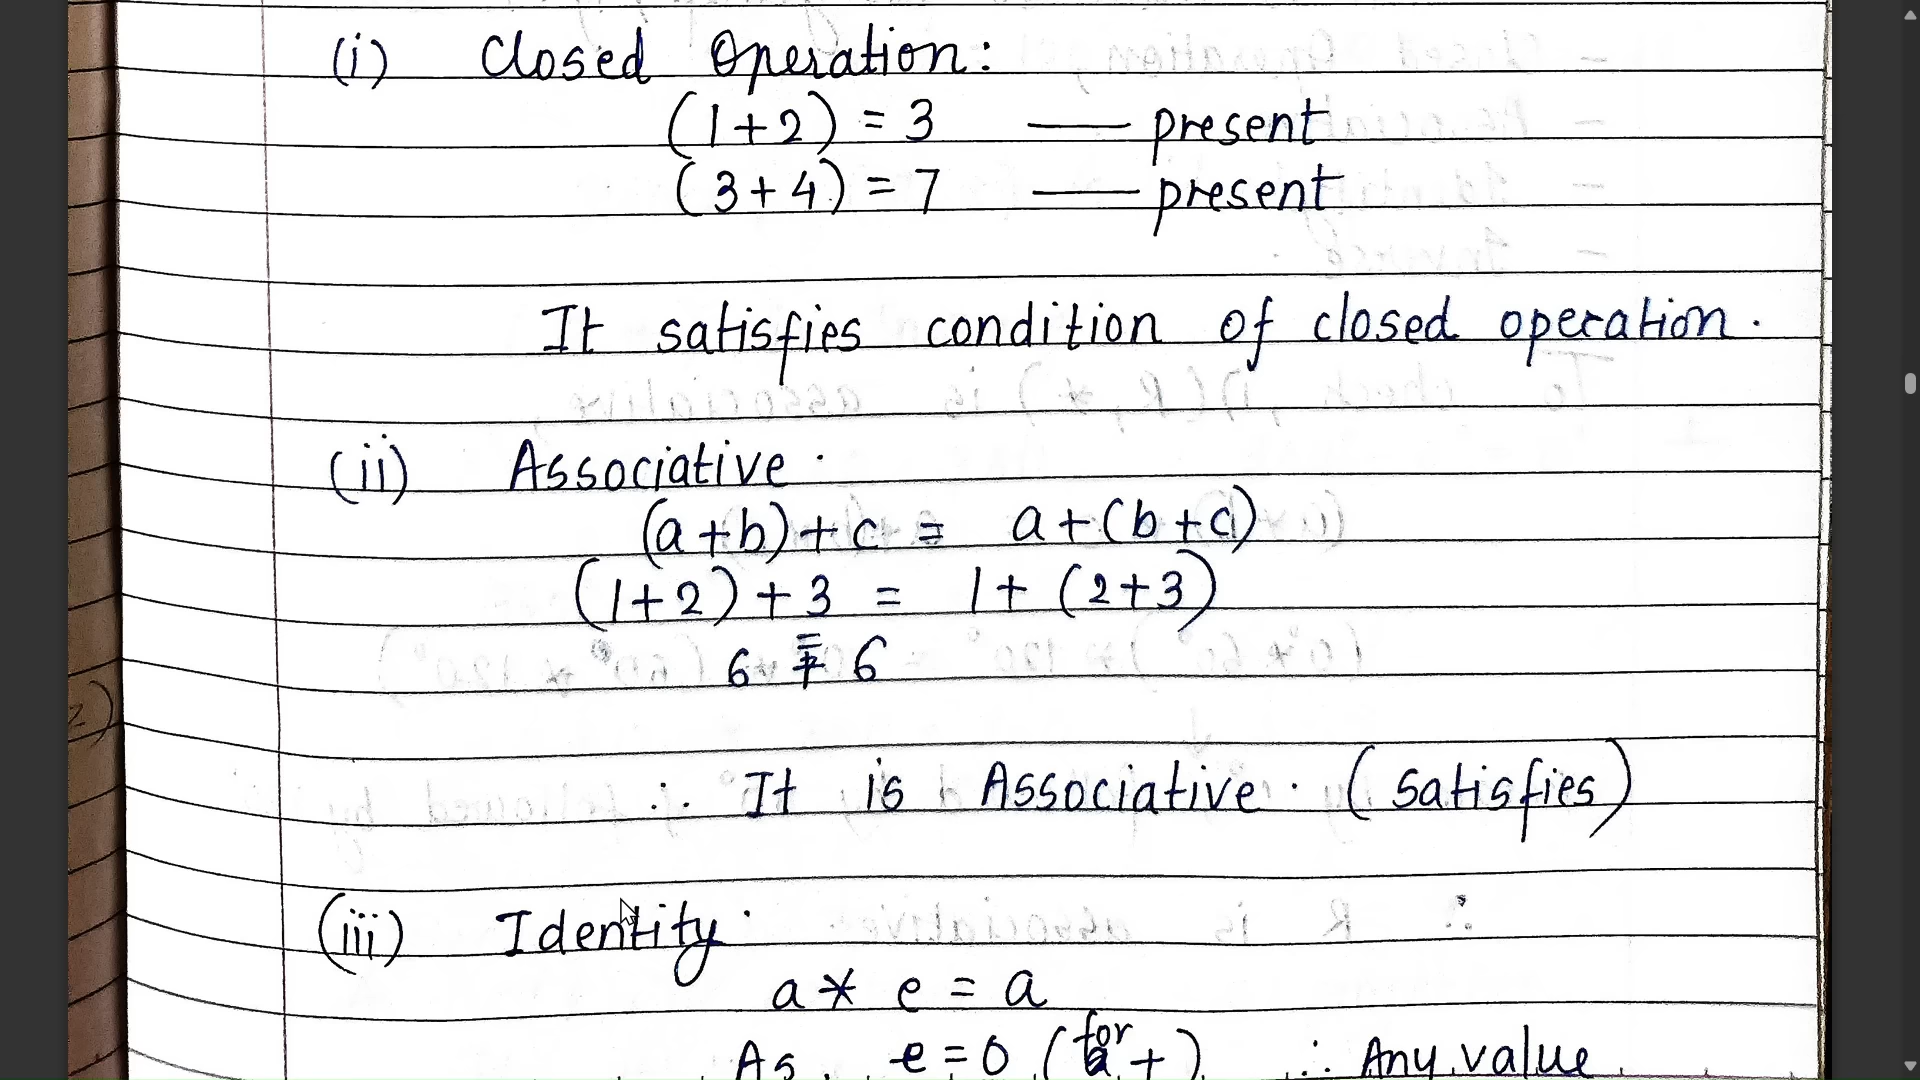 (i) Closed Operation:
(1+2) = 3 — present
(3+4) = 7 — present
It satisfies condition of closed operation.
(ii) Associative.
(a+b)+c = a+(b+c)
(1+2)+3 = 1+(2+3)
6 = 6
∴ It is Associative. (satisfies)
(iii) Identity.
a * e = a
As, e = 0 (for +) ∴ Any value